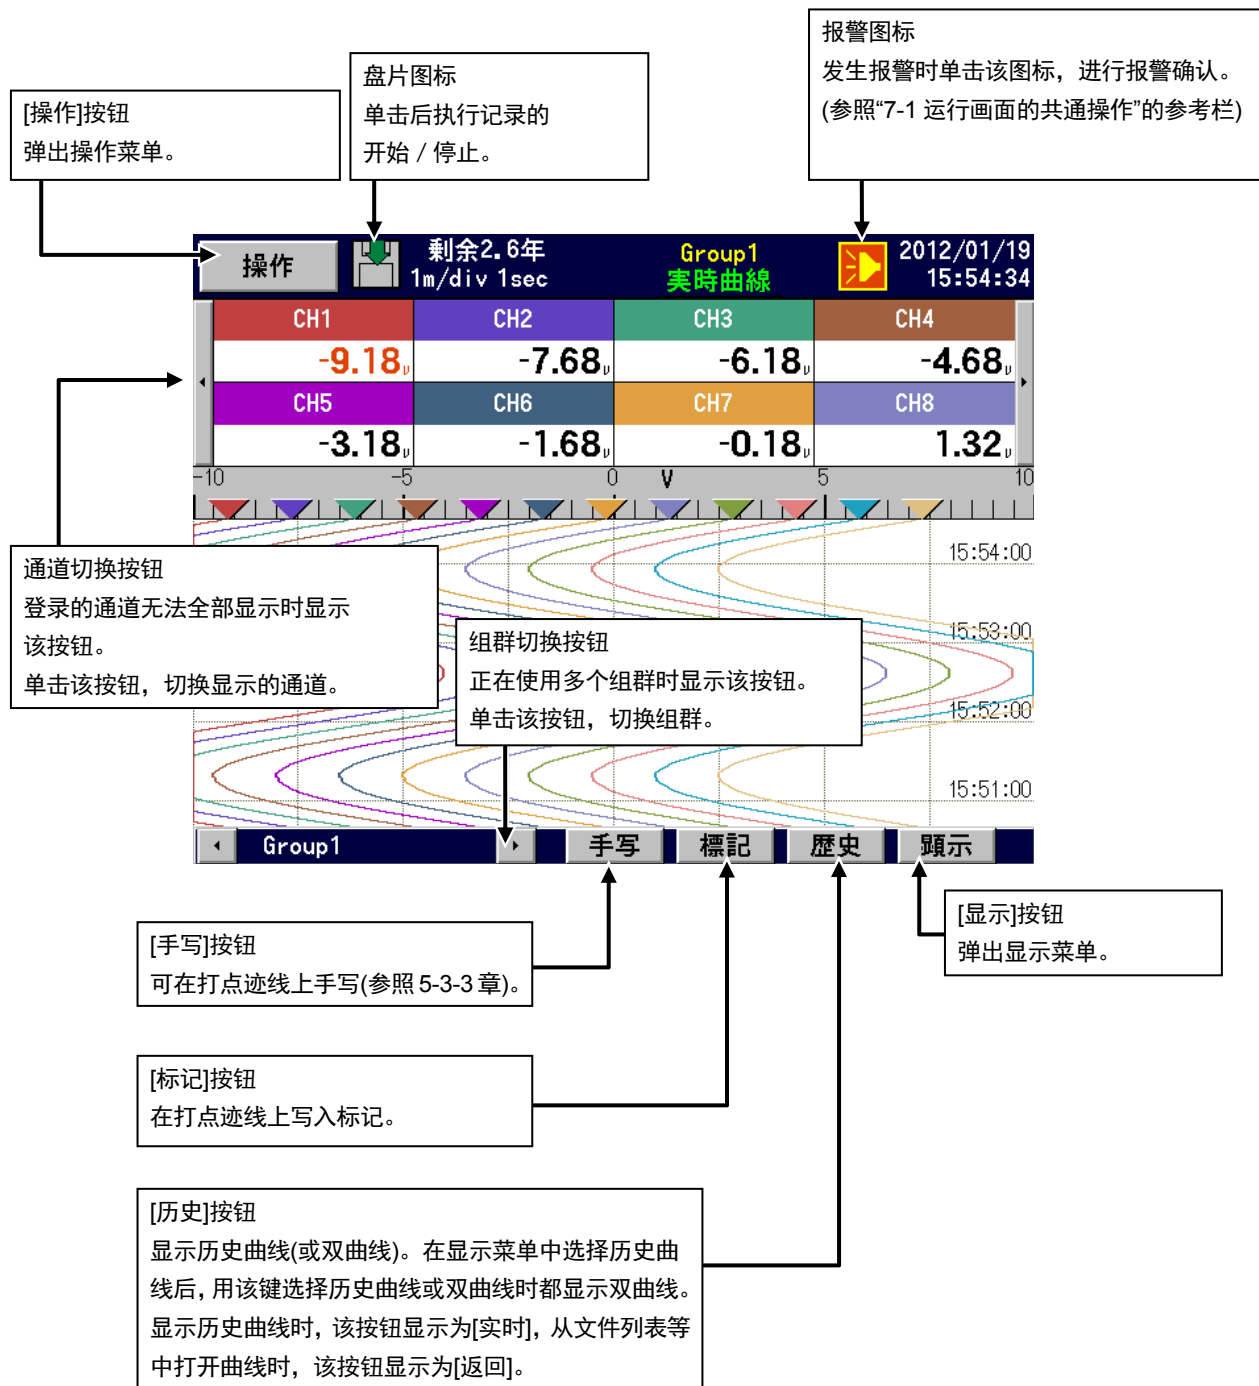 报警图标
发生报警时单击该图标，进行报警确认。
(参照“7-1 运行画面的共通操作”的参考栏)
盘片图标
单击后执行记录的
开始 / 停止。
[操作]按钮
弹出操作菜单。
操作
剩余2.6年
1m/div 1sec
Group1
実時曲線
2012/01/19
15:54:34
CH1 CH2 CH3 CH4
-9.18V -7.68V -6.18V -4.68V
CH5 CH6 CH7 CH8
-3.18V -1.68V -0.18V 1.32V
-10 -5 0 V 5 10
15:54:00
通道切换按钮
登录的通道无法全部显示时显示
该按钮。
单击该按钮，切换显示的通道。
15:53:00
组群切换按钮
正在使用多个组群时显示该按钮。
单击该按钮，切换组群。
15:52:00
15:51:00
Group1 手写 標記 歴史 顕示
[显示]按钮
弹出显示菜单。
[手写]按钮
可在打点迹线上手写(参照 5-3-3 章)。
[标记]按钮
在打点迹线上写入标记。
[历史]按钮
显示历史曲线(或双曲线)。在显示菜单中选择历史曲
线后，用该键选择历史曲线或双曲线时都显示双曲线。
显示历史曲线时，该按钮显示为[实时]，从文件列表等
中打开曲线时，该按钮显示为[返回]。